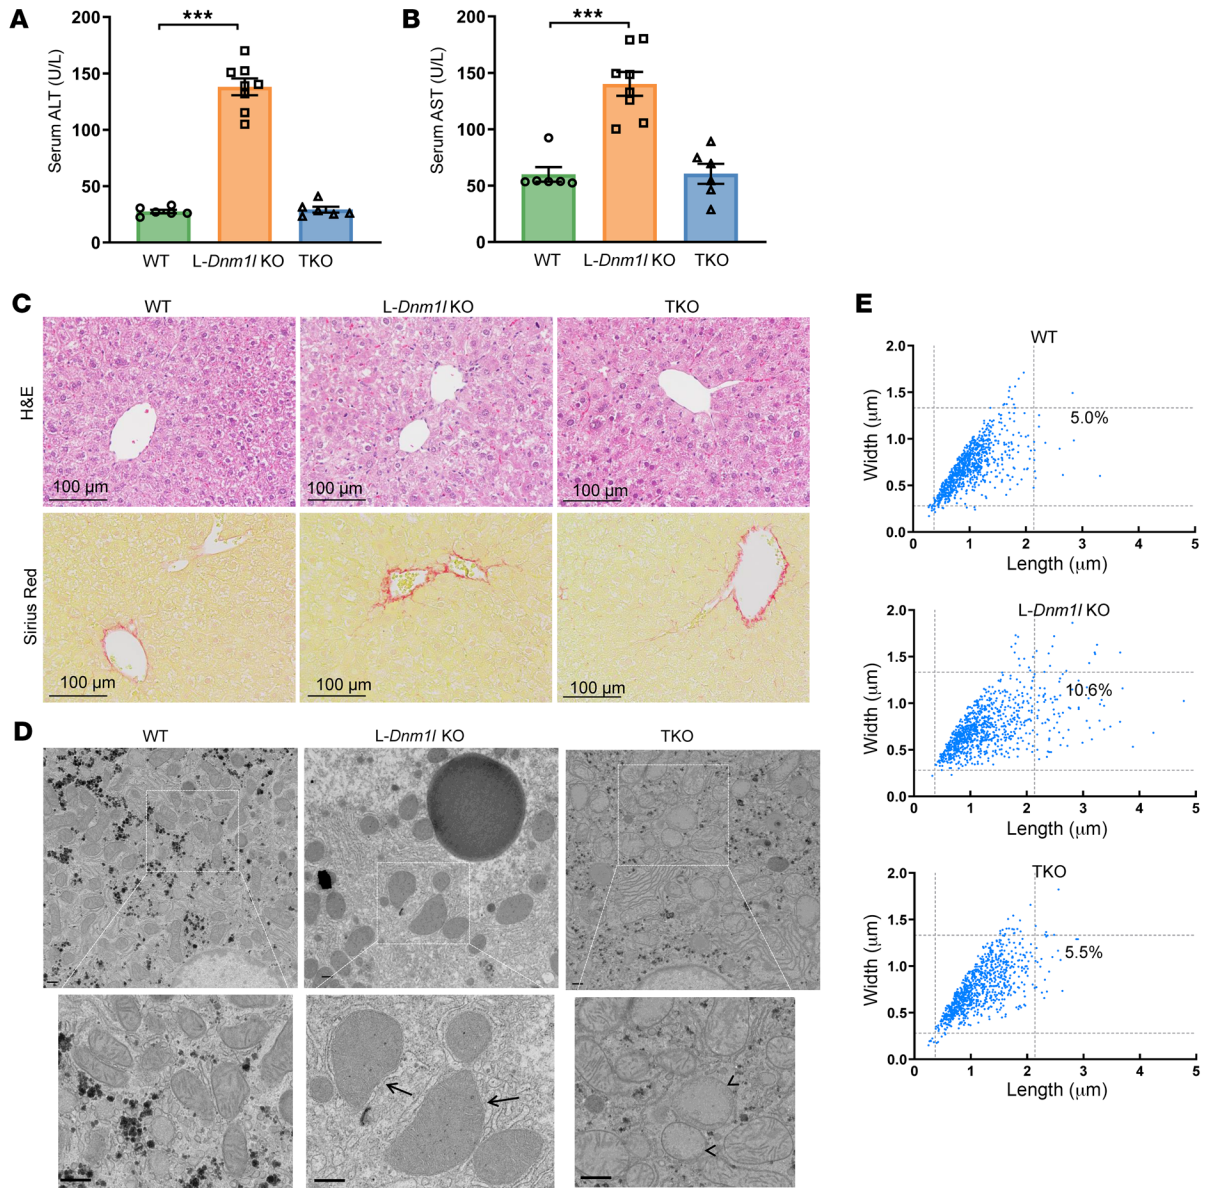 A
***
Serum ALT (U/L)
200
150
100
50
0
WT
L-Dnm1l KO
TKO
B
***
Serum AST (U/L)
200
150
100
50
0
WT
L-Dnm1l KO
TKO
C
WT
L-Dnm1l KO
TKO
H&E
100 µm
100 µm
100 µm
Sirius Red
100 µm
100 µm
100 µm
D
WT
L-Dnm1l KO
TKO
E
WT
2.0
1.5
1.0
0.5
0.0
Width (µm)
5.0%
0 1 2 3 4 5
Length (µm)
L-Dnm1l KO
2.0
1.5
1.0
0.5
0.0
Width (µm)
10.6%
0 1 2 3 4 5
Length (µm)
TKO
2.0
1.5
1.0
0.5
0.0
Width (µm)
5.5%
0 1 2 3 4 5
Length (µm)